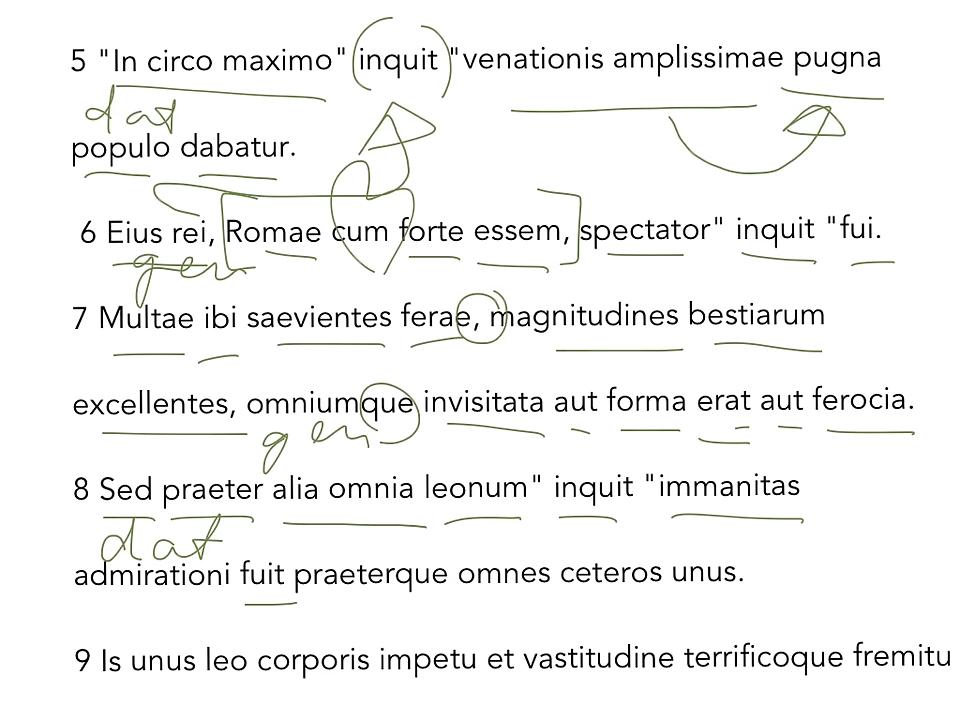 5 "In circo maximo" inquit "venationis amplissimae pugna
dat
populo dabatur.
6 Eius rei, Romae cum forte essem, spectator" inquit "fui.
gen
7 Multae ibi saevientes ferae, magnitudines bestiarum
excellentes, omniumque invisitata aut forma erat aut ferocia.
gen
8 Sed praeter alia omnia leonum" inquit "immanitas
dat
admirationi fuit praeterque omnes ceteros unus.
9 Is unus leo corporis impetu et vastitudine terrificoque fremitu